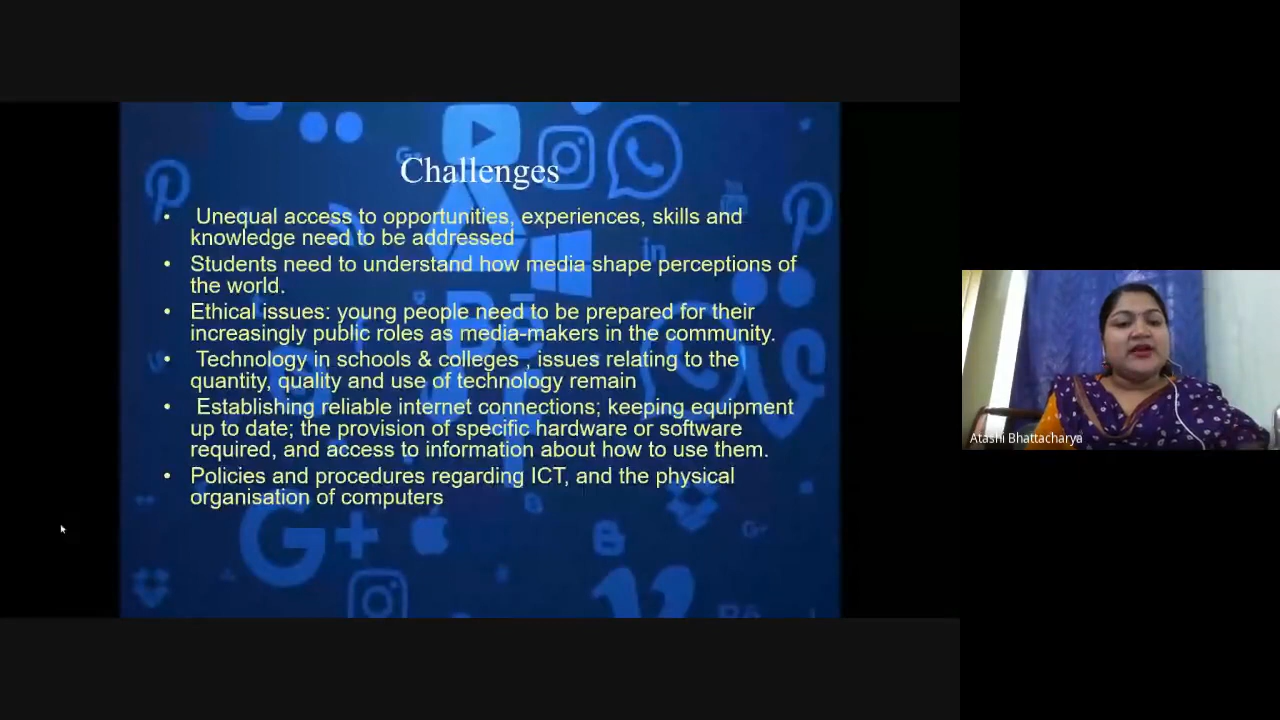 Challenges
• Unequal access to opportunities, experiences, skills and
knowledge need to be addressed
• Students need to understand how media shape perceptions of
the world.
• Ethical issues: young people need to be prepared for their
increasingly public roles as media-makers in the community.
• Technology in schools & colleges , issues relating to the
quantity, quality and use of technology remain
• Establishing reliable internet connections; keeping equipment
up to date; the provision of specific hardware or software
required, and access to information about how to use them.
• Policies and procedures regarding ICT, and the physical
organisation of computers
Atashi Bhattacharya